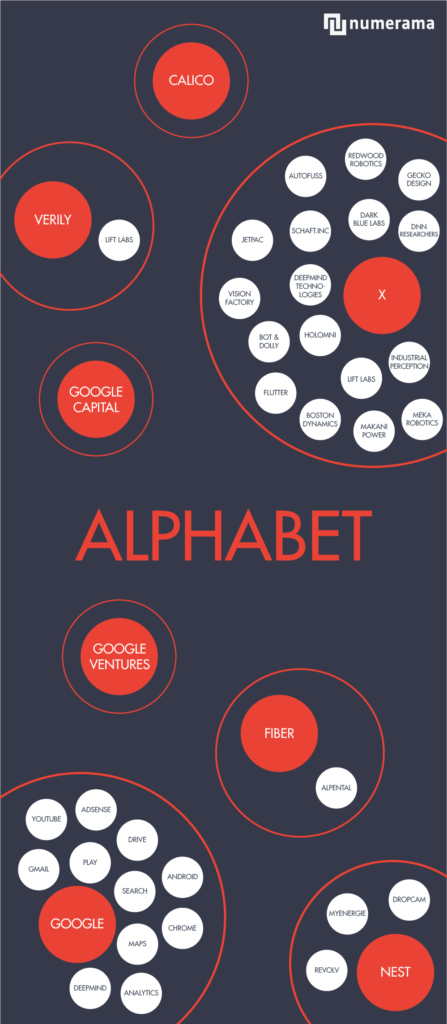 numerama
CALICO
REDWOOD
ROBOTICS
AUTOFUSS
GECKO
DESIGN
VERILY
LIFT LABS
DARK
BLUE LABS
SCHAFT.INC
DNN
RESEARCHERS
JETPAC
DEEPMIND
TECHNO-
LOGIES
VISION
FACTORY
X
BOT &
DOLLY
HOLOMNI
INDUSTRIAL
PERCEPTION
LIFT LABS
GOOGLE
CAPITAL
FLUTTER
BOSTON
DYNAMICS
MAKANI
POWER
MEKA
ROBOTICS
ALPHABET
GOOGLE
VENTURES
FIBER
ALPENTAL
YOUTUBE
ADSENSE
DRIVE
GMAIL
PLAY
SEARCH
ANDROID
GOOGLE
MAPS
CHROME
DEEPMIND
ANALYTICS
MYENERGIE
DROPCAM
REVOLV
NEST